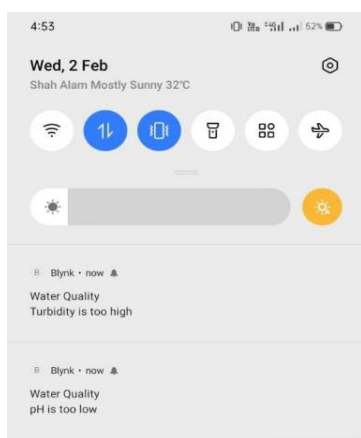 4:53
52%
Wed, 2 Feb
Shah Alam Mostly Sunny 32°C
B Blynk • now
Water Quality
Turbidity is too high
B Blynk • now
Water Quality
pH is too low